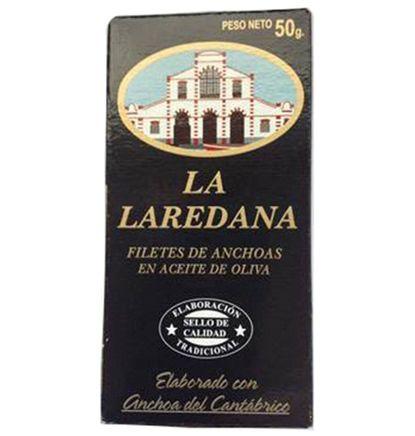 PESO NETO 50g.
LA
LAREDANA
FILETES DE ANCHOAS
EN ACEITE DE OLIVA
ELABORACIÓN
SELLO DE
CALIDAD
TRADICIONAL
Elaborado con
Anchoa del Cantábrico